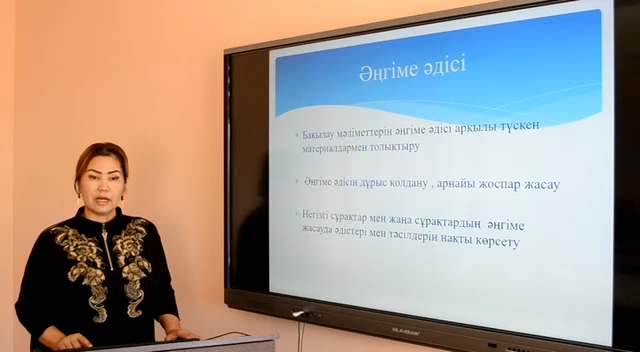 Әңгіме әдісі
Бақылау мәліметтерін әңгіме әдісі арқылы түскен
материалдармен толықтыру
Әңгіме әдісін дұрыс қолдану , арнайы жоспар жасау
Негізгі сұрақтар мен жаңа сұрақтардың әңгіме
жасауда әдістері мен тәсілдерін нақты көрсету